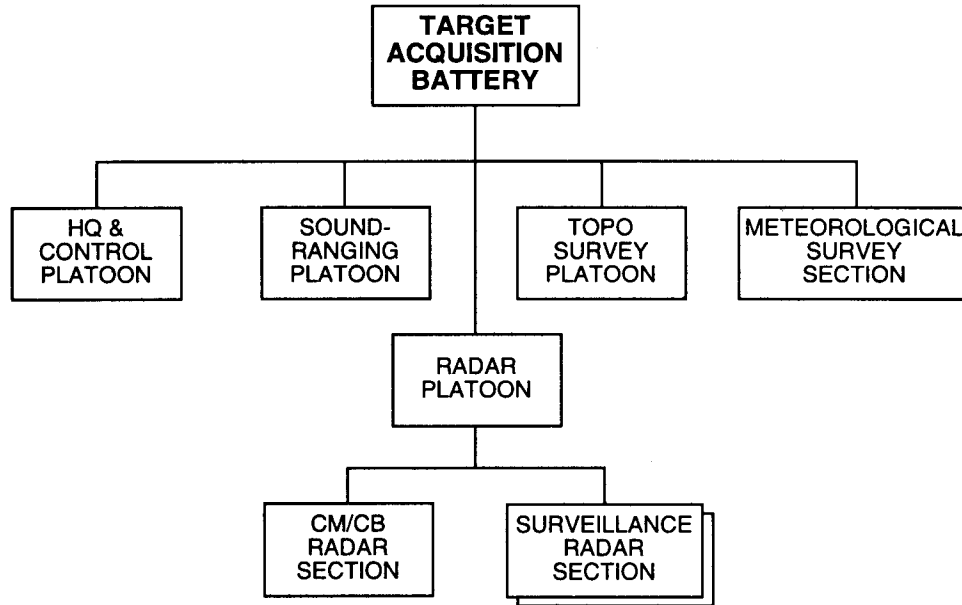 TARGET
ACQUISITION
BATTERY
HQ &
CONTROL
PLATOON
SOUND-
RANGING
PLATOON
TOPO
SURVEY
PLATOON
METEOROLOGICAL
SURVEY
SECTION
RADAR
PLATOON
CM/CB
RADAR
SECTION
SURVEILLANCE
RADAR
SECTION